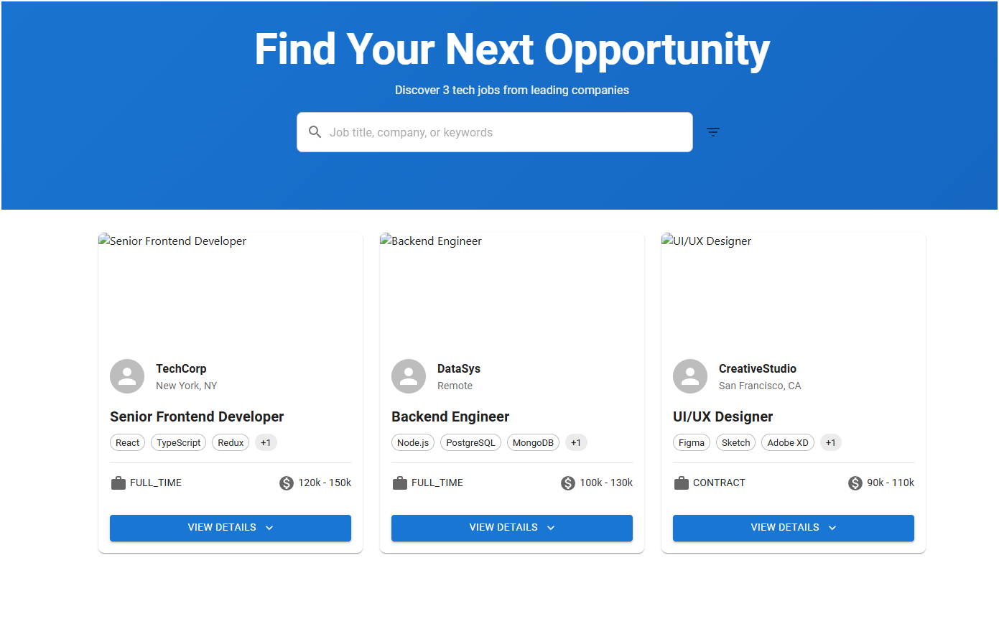 Find Your Next Opportunity
Discover 3 tech jobs from leading companies
Job title, company, or keywords
Senior Frontend Developer
TechCorp
New York, NY
Senior Frontend Developer
React TypeScript Redux +1
FULL_TIME 120k - 150k
VIEW DETAILS
Backend Engineer
DataSys
Remote
Backend Engineer
Node.js PostgreSQL MongoDB +1
FULL_TIME 100k - 130k
VIEW DETAILS
UI/UX Designer
CreativeStudio
San Francisco, CA
UI/UX Designer
Figma Sketch Adobe XD +1
CONTRACT 90k - 110k
VIEW DETAILS